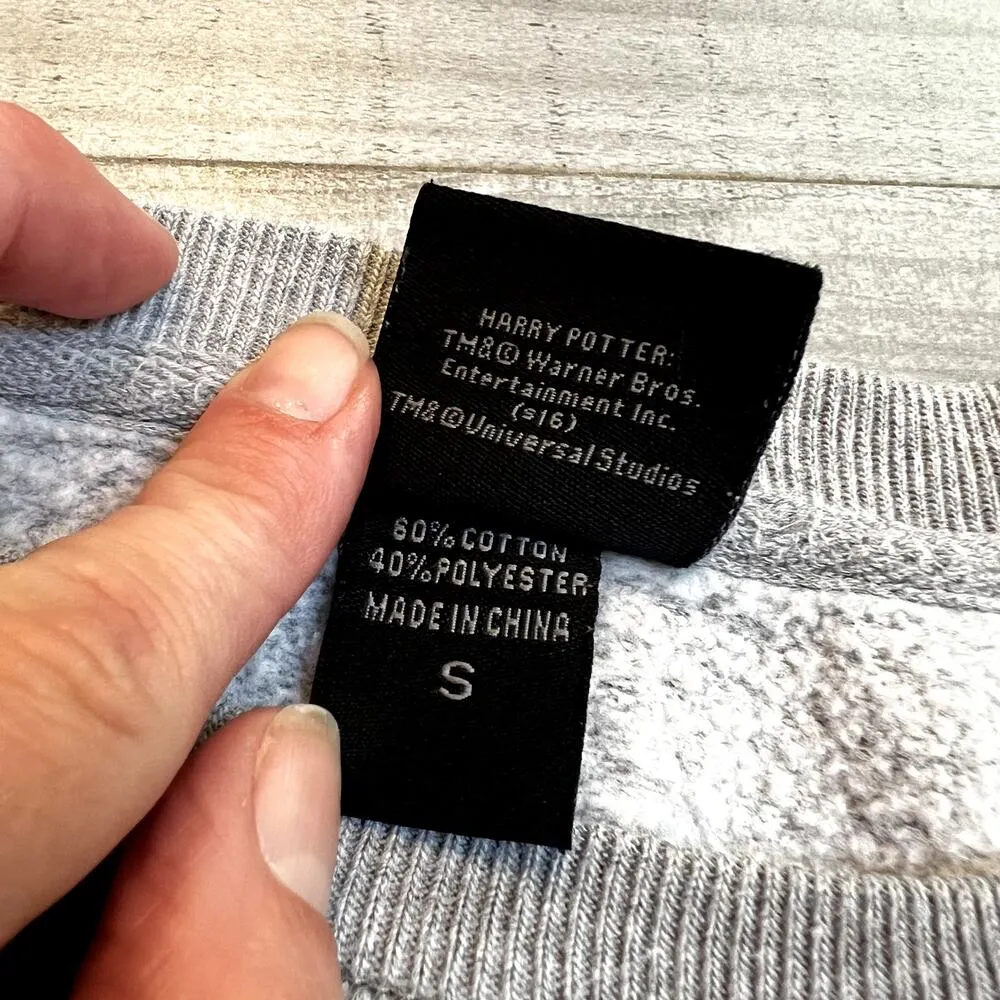 HARRY POTTER:
TM&© Warner Bros.
Entertainment Inc.
(s16)
TM&©Universal Studios
60% COTTON
40% POLYESTER
MADE IN CHINA
S